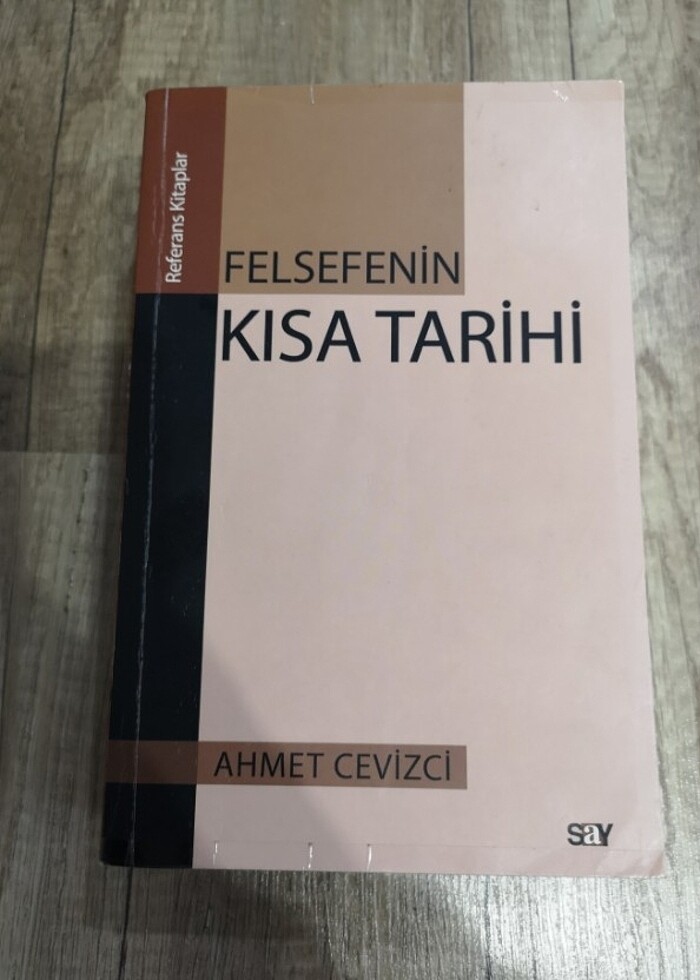 Referans Kitaplar
FELSEFENİN
KISA TARİHİ
AHMET CEVİZCİ
say